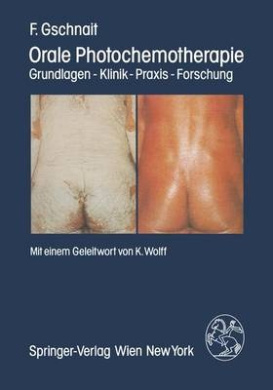 F. Gschnait
Orale Photochemotherapie
Grundlagen - Klinik - Praxis - Forschung
Mit einem Geleitwort von K. Wolff
Springer-Verlag Wien New York